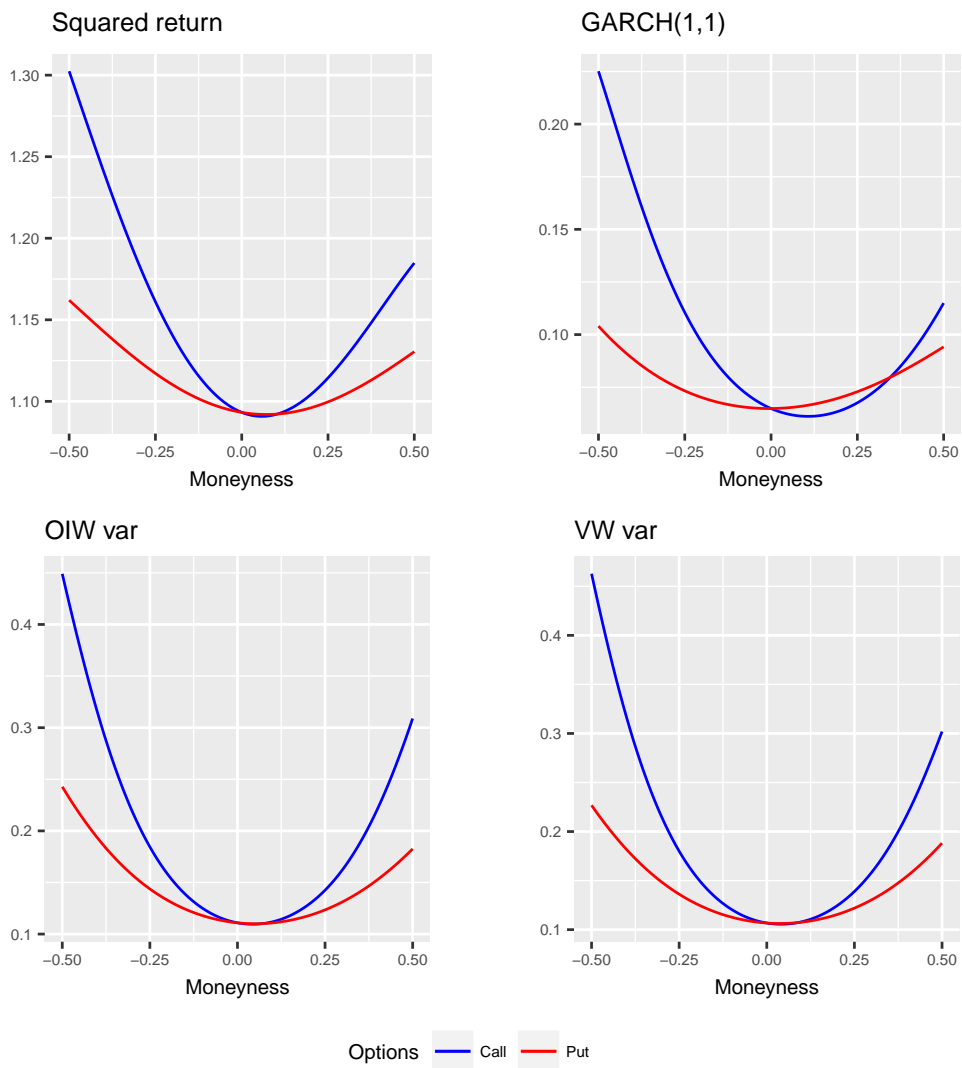 Squared return
GARCH(1,1)
1.30
1.25
1.20
1.15
1.10
0.20
0.15
0.10
−0.50 −0.25 0.00 0.25 0.50
−0.50 −0.25 0.00 0.25 0.50
Moneyness
Moneyness
OIW var
VW var
0.4
0.3
0.2
0.1
0.4
0.3
0.2
0.1
−0.50 −0.25 0.00 0.25 0.50
−0.50 −0.25 0.00 0.25 0.50
Moneyness
Moneyness
Options Call Put